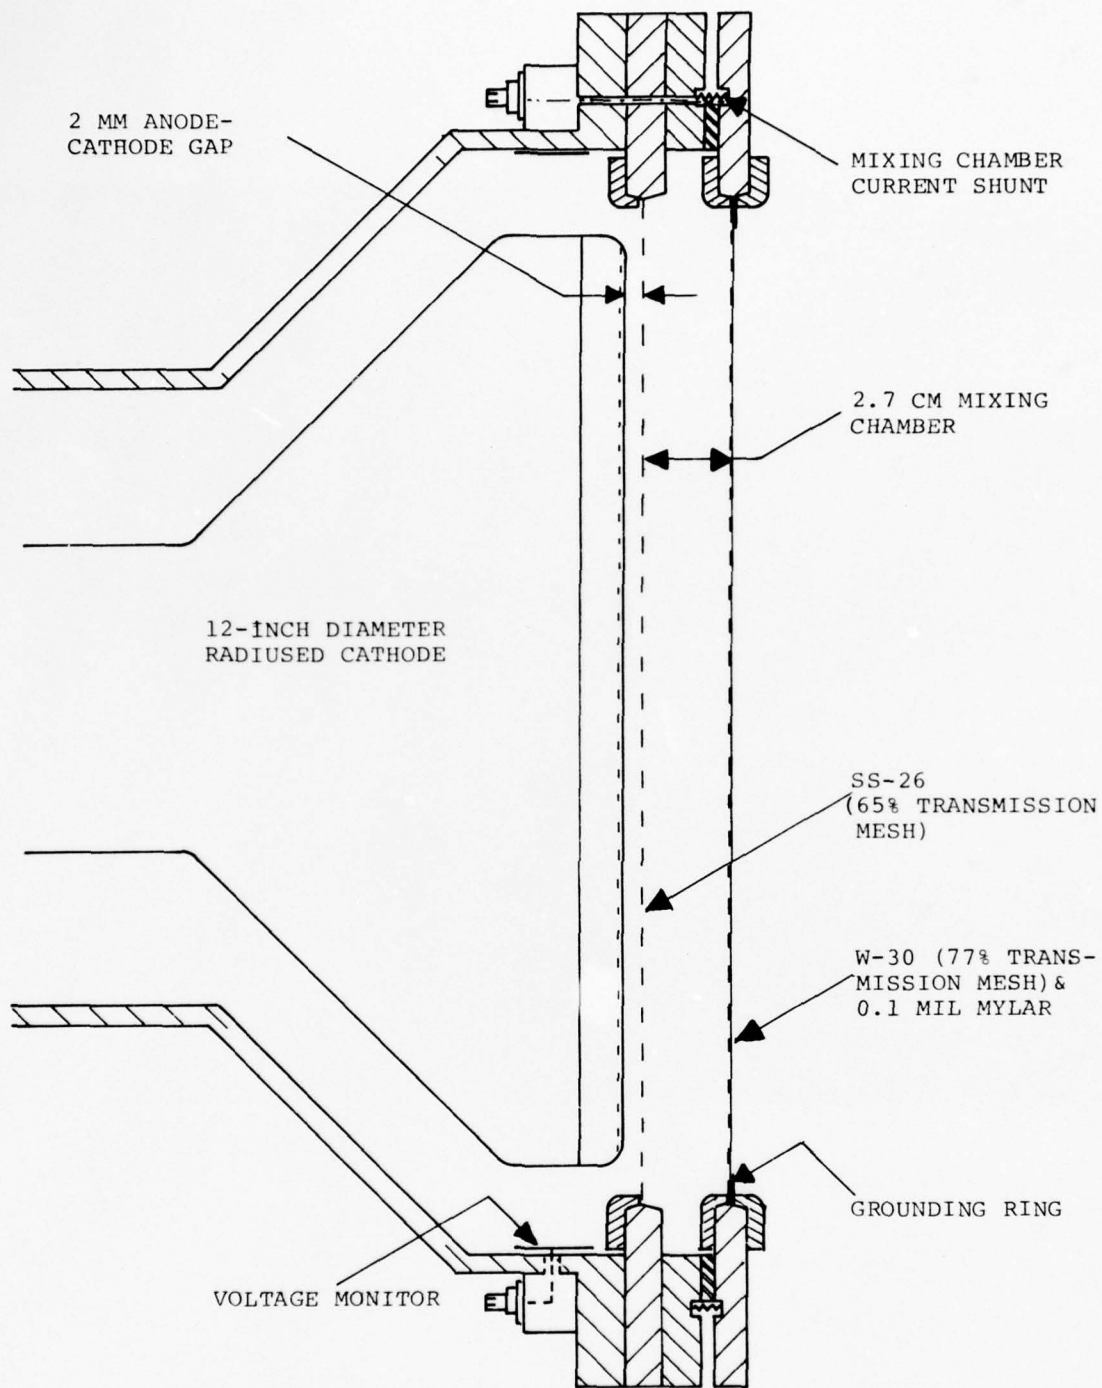 2 MM ANODE-
CATHODE GAP
MIXING CHAMBER
CURRENT SHUNT
2.7 CM MIXING
CHAMBER
12-INCH DIAMETER
RADIUSED CATHODE
SS-26
(65% TRANSMISSION
MESH)
W-30 (77% TRANS-
MISSION MESH) &
0.1 MIL MYLAR
GROUNDING RING
VOLTAGE MONITOR